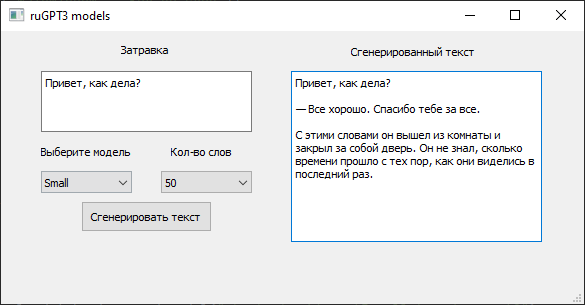 ruGPT3 models
Затравка
Привет, как дела?
Выберите модель
Кол-во слов
Small
50
Сгенерировать текст
Сгенерированный текст
Привет, как дела?
— Все хорошо. Спасибо тебе за все.
С этими словами он вышел из комнаты и
закрыл за собой дверь. Он не знал, сколько
времени прошло с тех пор, как они виделись в
последний раз.